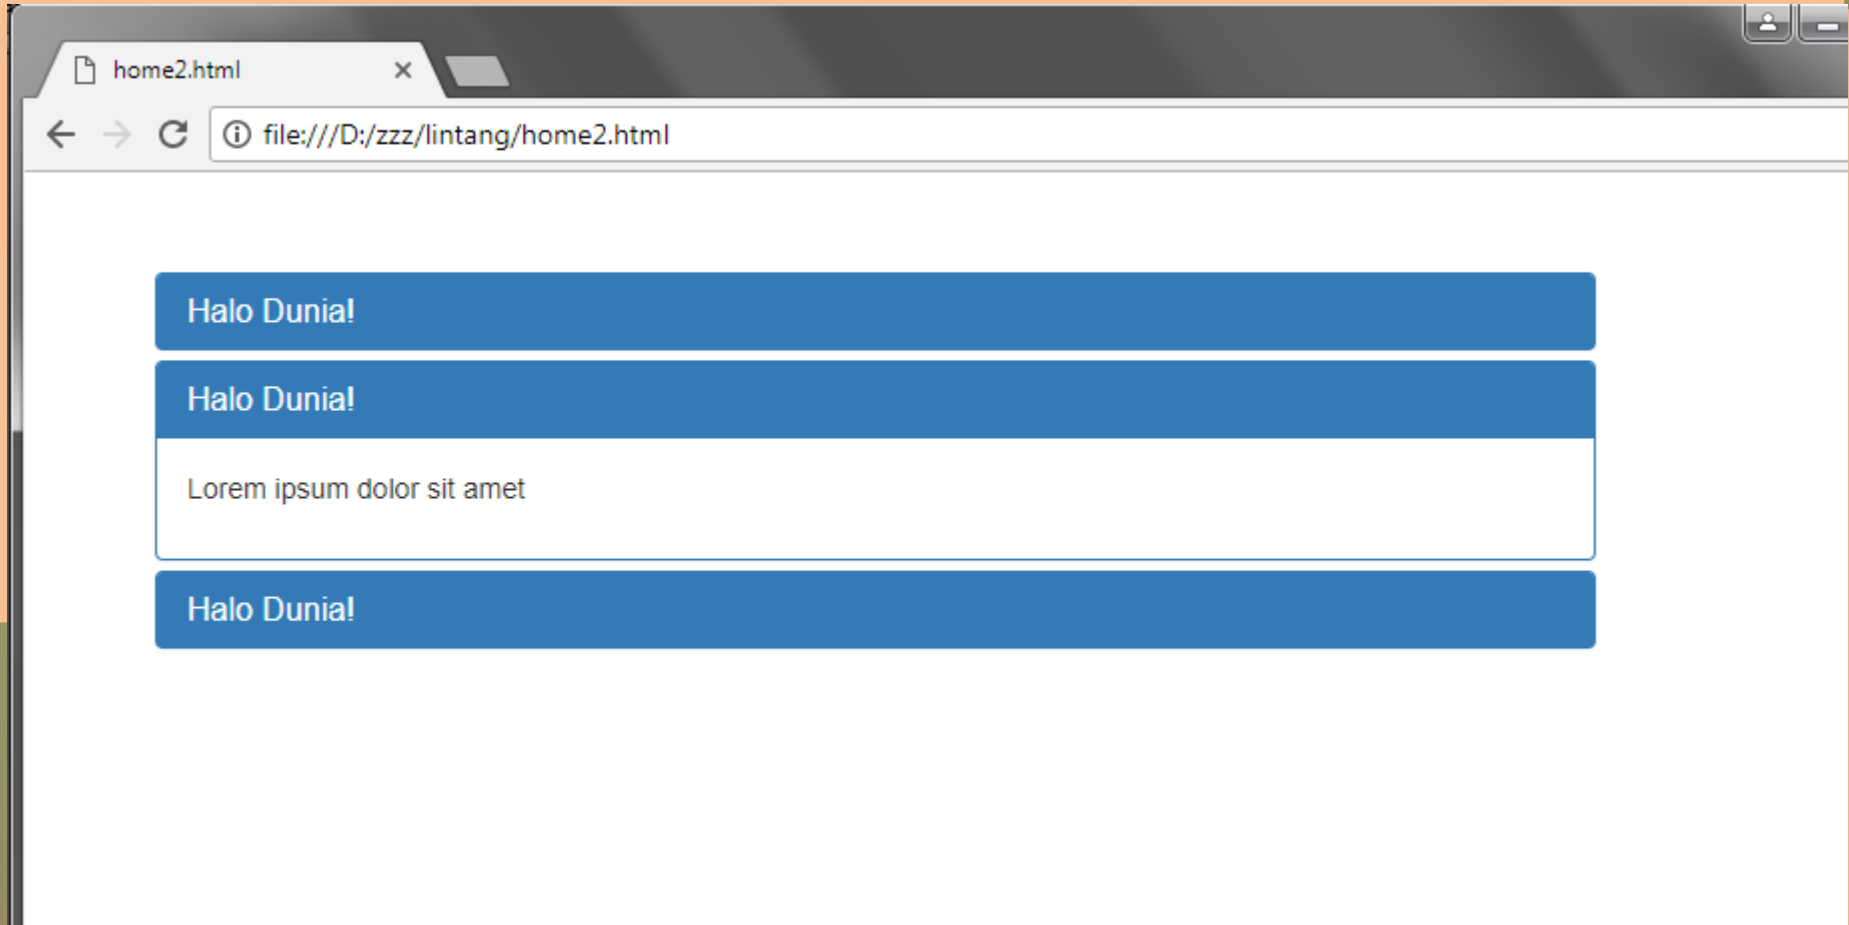 home2.html
file:///D:/zzz/lintang/home2.html
Halo Dunia!
Halo Dunia!
Lorem ipsum dolor sit amet
Halo Dunia!